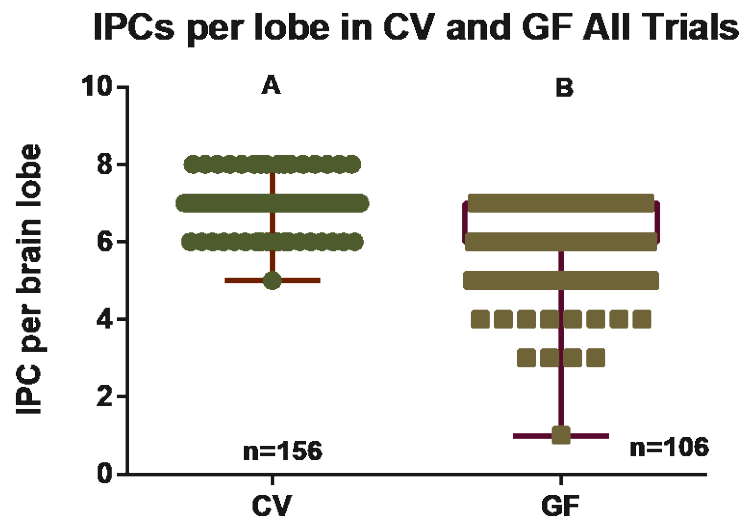 IPCs per lobe in CV and GF All Trials
A
B
10
8
6
4
2
0
IPC per brain lobe
n=156
n=106
CV
GF